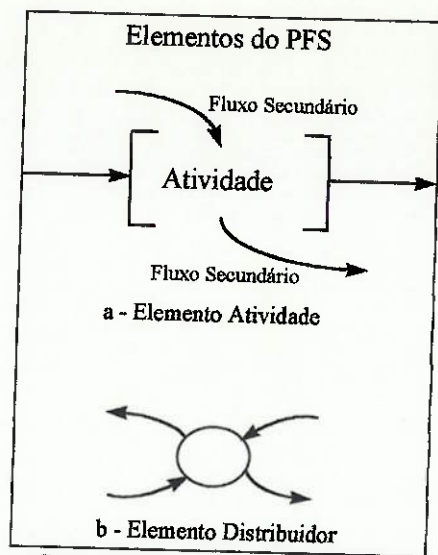 Elementos do PFS
Fluxo Secundário
Atividade
Fluxo Secundário
a - Elemento Atividade
b - Elemento Distribuidor